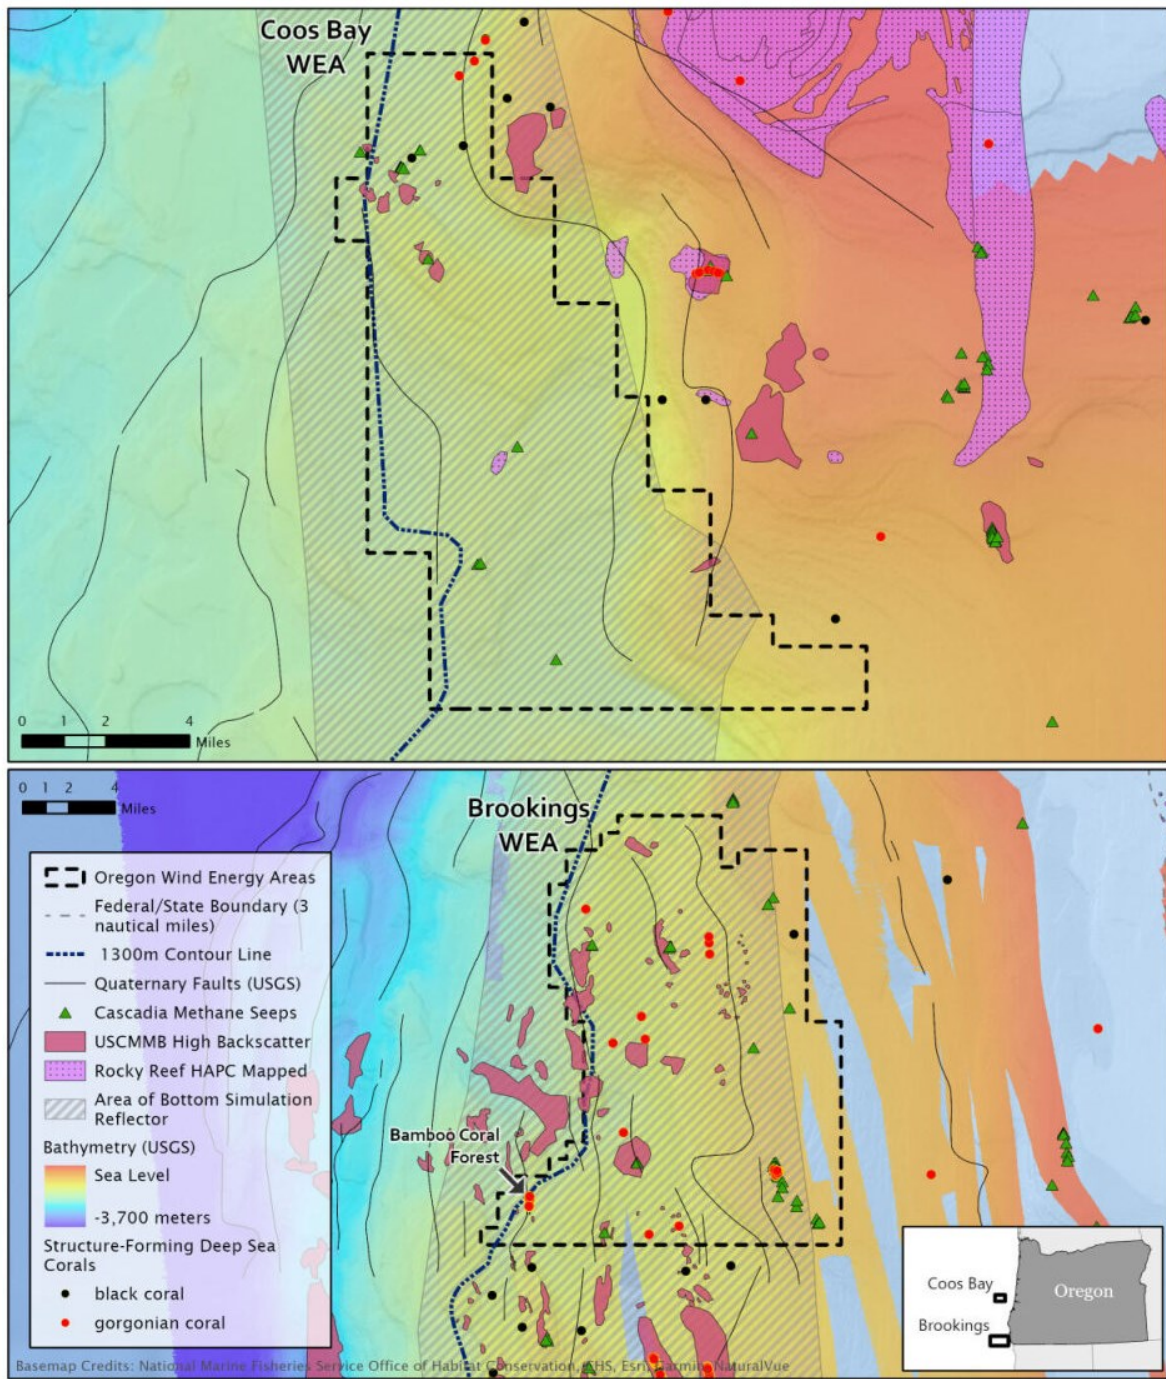 Coos Bay
WEA
0 1 2 4
Miles
0 1 2 4
Miles
Brookings
WEA
Oregon Wind Energy Areas
Federal/State Boundary (3
nautical miles)
1300m Contour Line
Quaternary Faults (USGS)
Cascadia Methane Seeps
USCMMB High Backscatter
Rocky Reef HAPC Mapped
Area of Bottom Simulation
Reflector
Bathymetry (USGS)
Sea Level
-3,700 meters
Structure-Forming Deep Sea
Corals
black coral
gorgonian coral
Bamboo Coral
Forest
Coos Bay
Brookings
Oregon
Basemap Credits: National Marine Fisheries Service Office of Habitat Conservation, Esri, Garmin, NaturalVue